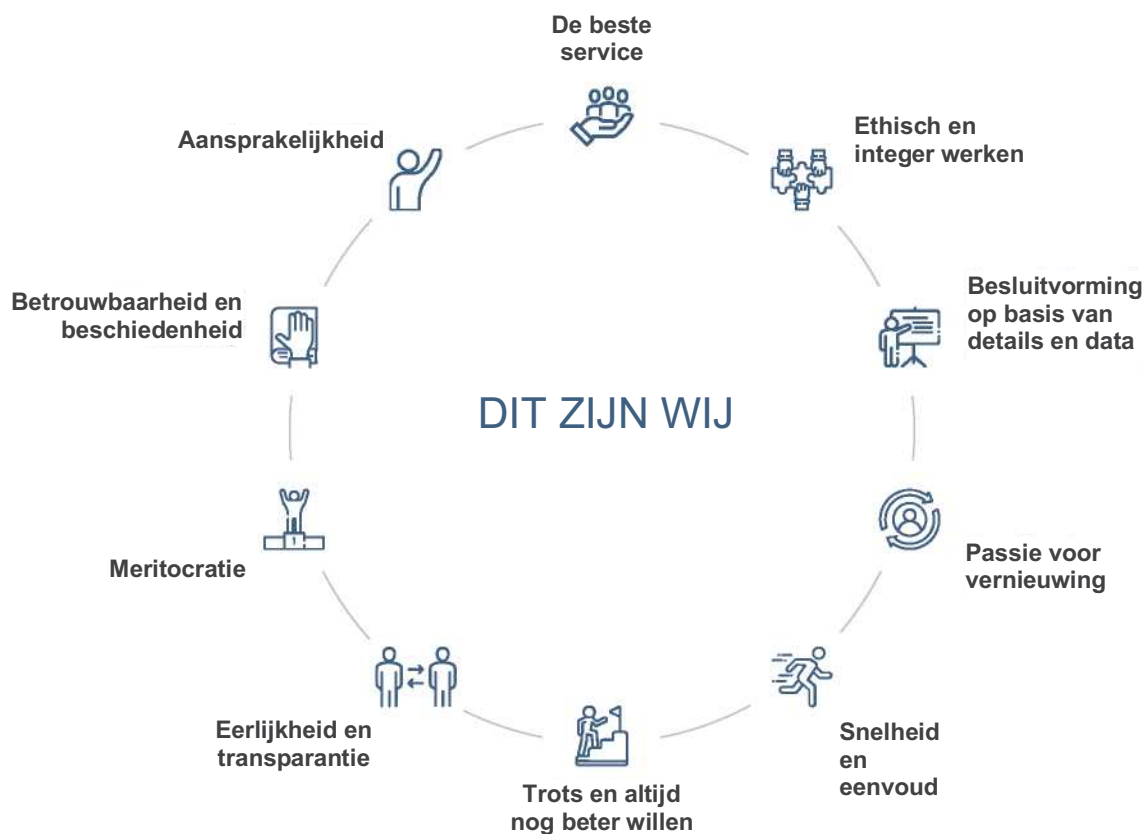 De beste
service
Ethisch en
integer werken
Besluitvorming
op basis van
details en data
Passie voor
vernieuwing
Snelheid
en
eenvoud
Trots en altijd
nog beter willen
Eerlijkheid en
transparantie
Meritocratie
Betrouwbaarheid en
beschiedenheid
Aansprakelijkheid
DIT ZIJN WIJ
1